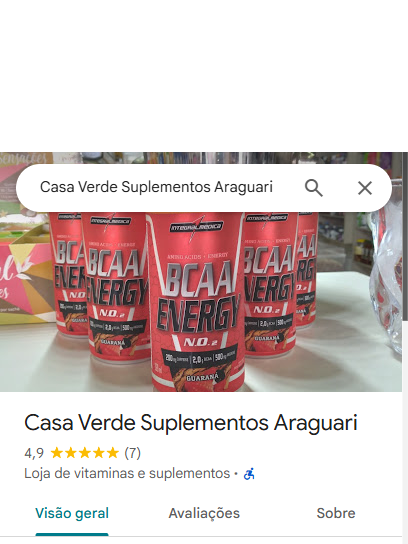 Casa Verde Suplementos Araguari
INTEGRALMEDICA
AMINO ACIDS + ENERGY
BCAA
ENERGY
N.O. 2
GUARANÁ
Casa Verde Suplementos Araguari
4,9 (7)
Loja de vitaminas e suplementos ·
Visão geral Avaliações Sobre